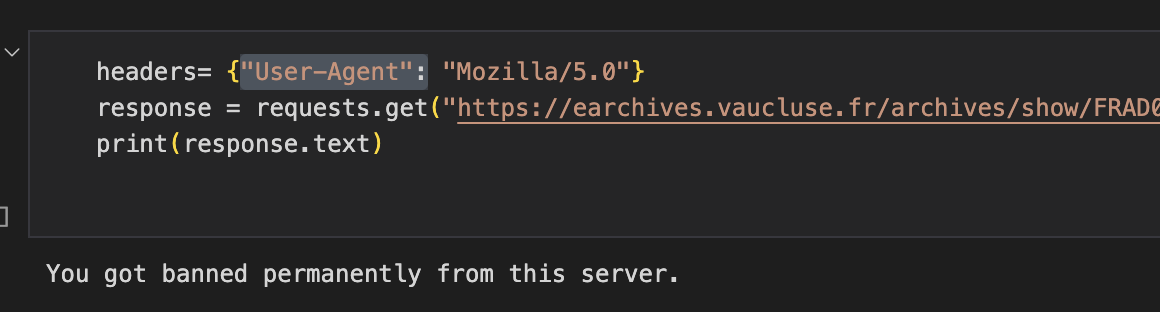 headers= {"User-Agent": "Mozilla/5.0"}
response = requests.get("https://earchives.vaucluse.fr/archives/show/FRAD
print(response.text)
You got banned permanently from this server.